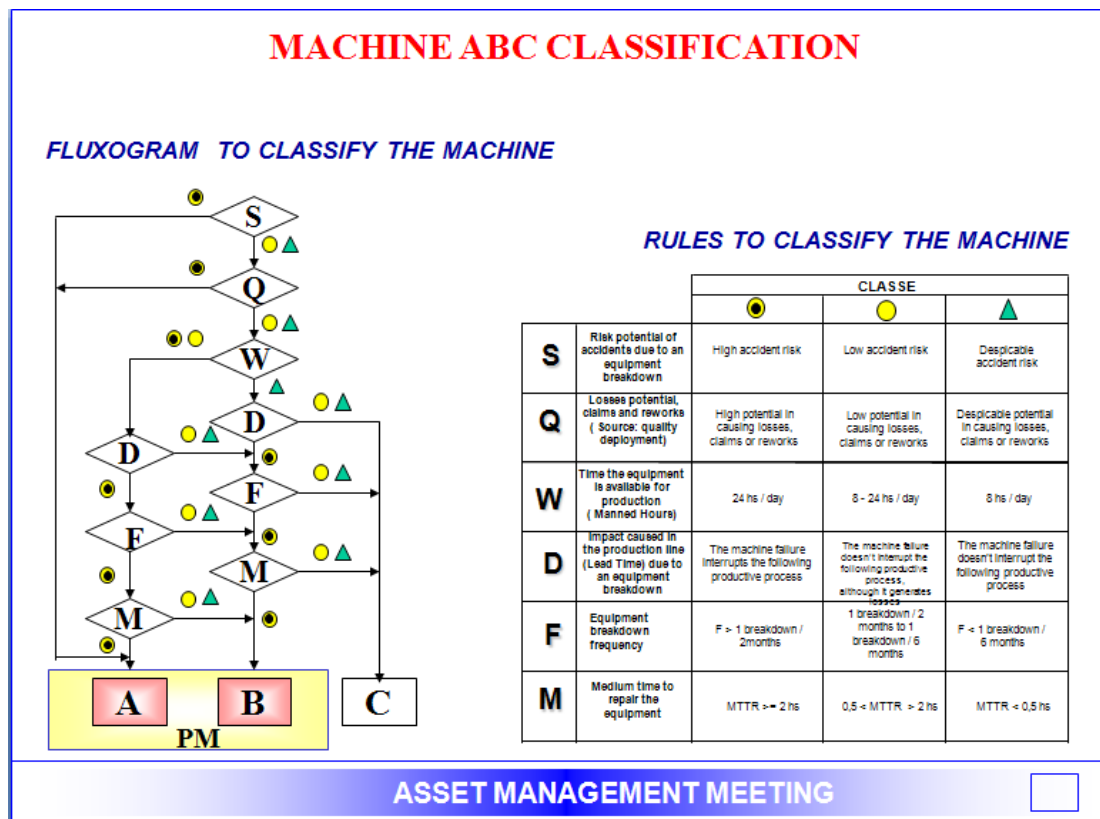 MACHINE ABC CLASSIFICATION
FLUXOGRAM TO CLASSIFY THE MACHINE
S
Q
W
D
D
F
F
M
M
A
B
C
PM
RULES TO CLASSIFY THE MACHINE
CLASSE
S
Risk potential of
accidents due to an
equipment
breakdown
High accident risk
Low accident risk
Despicable
accident risk
Q
Losses potential,
claims and reworks
( Source: quality
deployment)
High potential in
causing losses,
claims or reworks
Low potential in
causing losses,
claims or reworks
Despicable potential
in causing losses,
claims or reworks
W
Time the equipment
is available for
production
( Manned Hours)
24 hs / day
8 - 24 hs / day
8 hs / day
D
Impact caused in
the production line
(Lead Time) due to
an equipment
breakdown
The machine failure
interrupts the following
productive process
The machine failure
doesn't interrupt the
following productive
process,
although it generates
losses
The machine failure
doesn't interrupt the
following productive
process
F
Equipment
breakdown
frequency
F > 1 breakdown /
2months
1 breakdown / 2
months to 1
breakdown / 6
months
F < 1 breakdown /
6 months
M
Medium time to
repair the
equipment
MTTR >= 2 hs
0,5 < MTTR > 2 hs
MTTR < 0,5 hs
ASSET MANAGEMENT MEETING